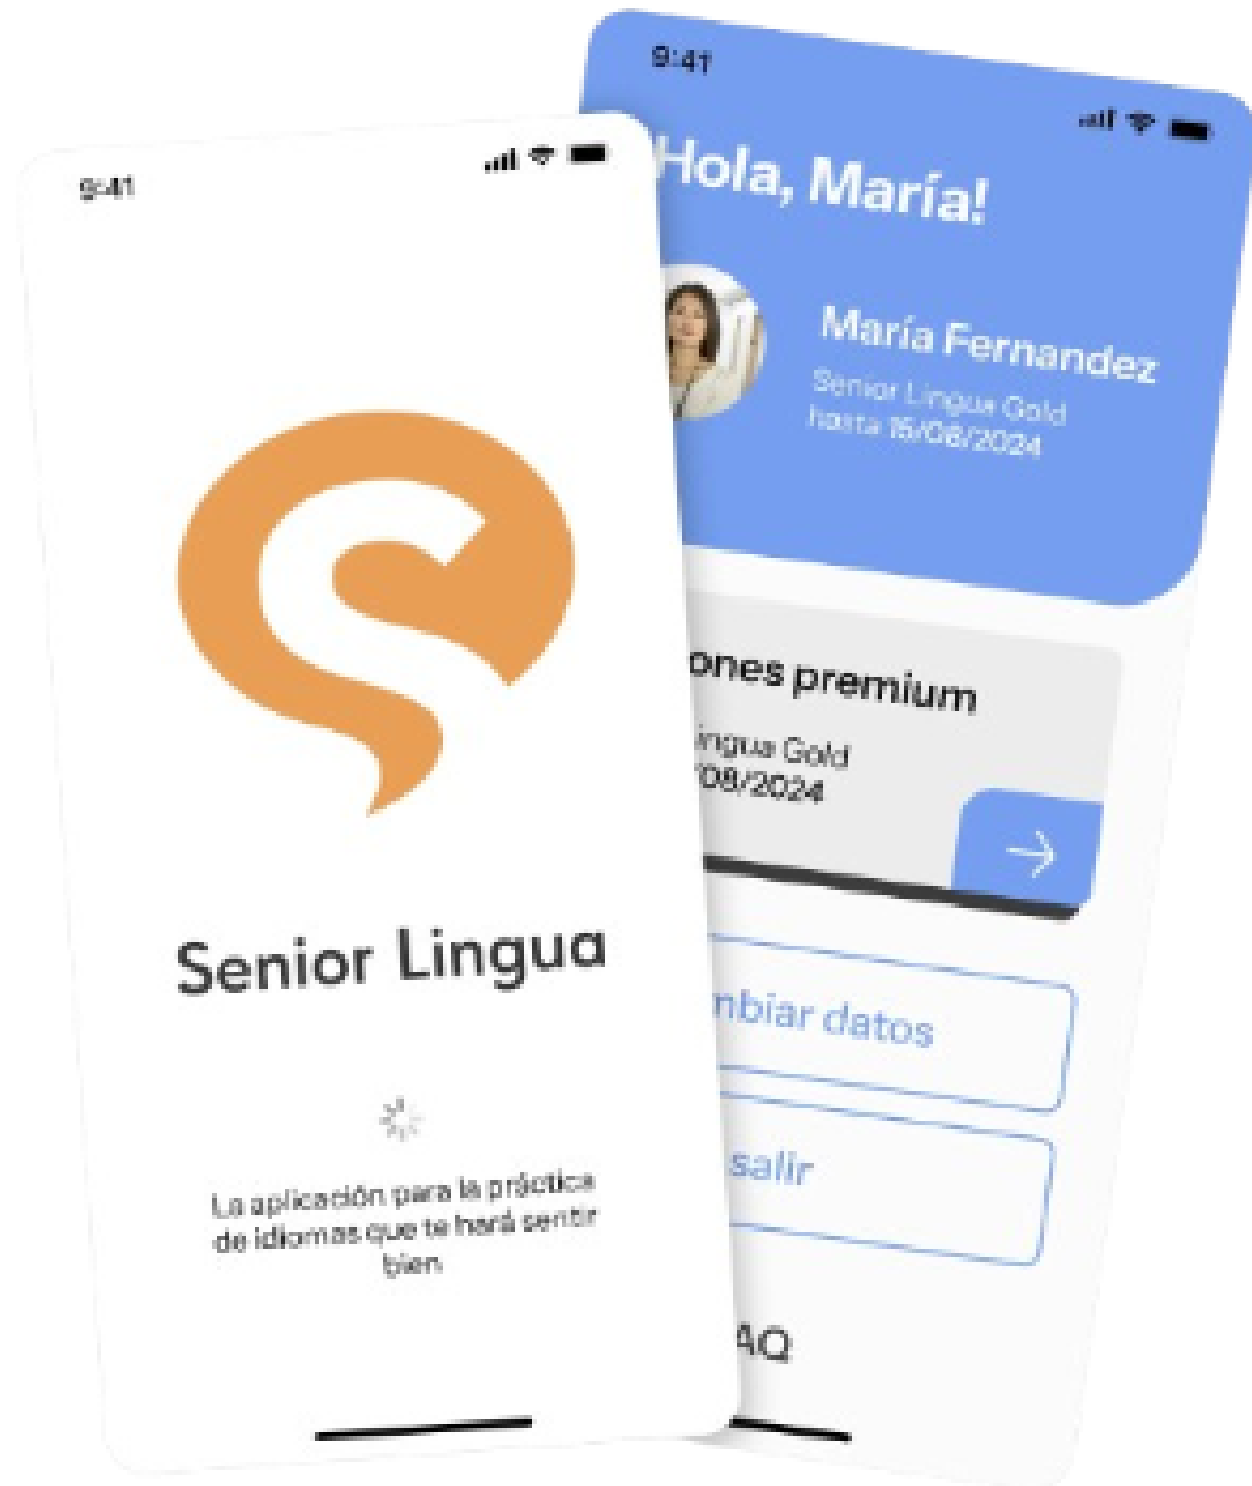 9:41
Senior Lingua
La aplicación para la práctica
de idiomas que te hará sentir
bien
9:41
Hola, María!
María Fernandez
Senior Lingua Gold
hasta 15/08/2024
ones premium
ingua Gold
08/2024
mbiar datos
salir
AQ